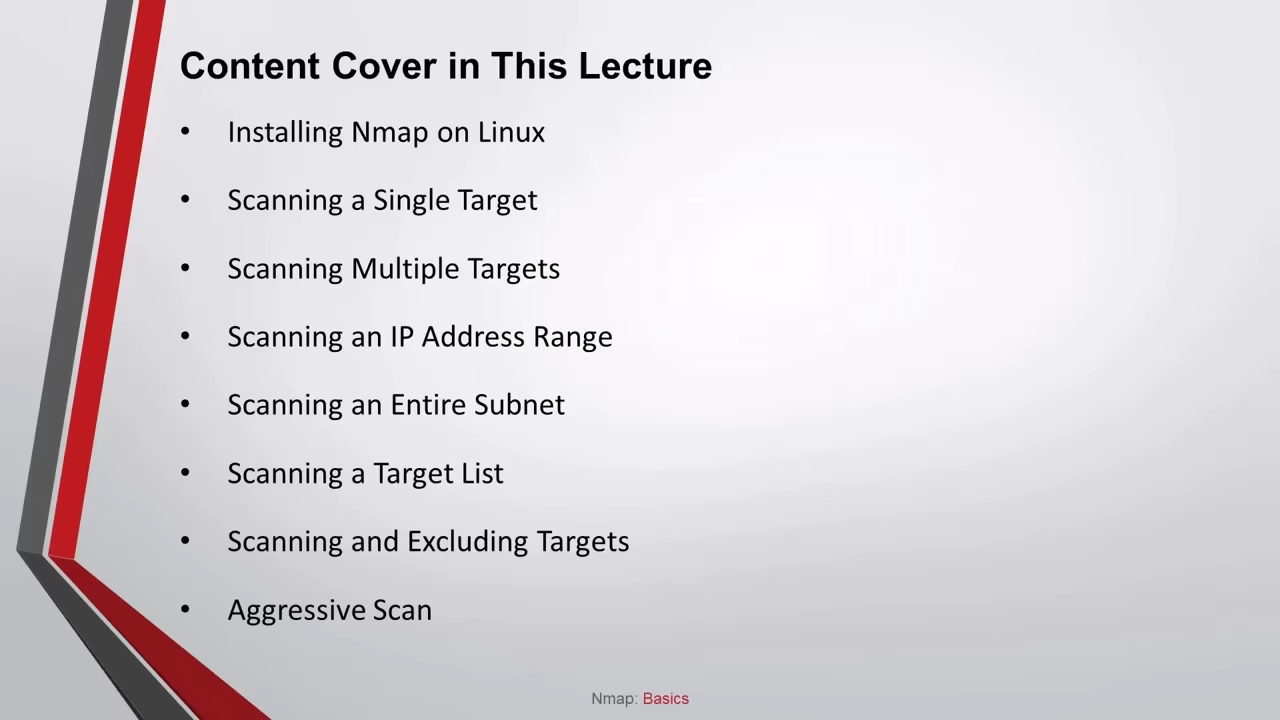 Content Cover in This Lecture
• Installing Nmap on Linux
• Scanning a Single Target
• Scanning Multiple Targets
• Scanning an IP Address Range
• Scanning an Entire Subnet
• Scanning a Target List
• Scanning and Excluding Targets
• Aggressive Scan
Nmap: Basics